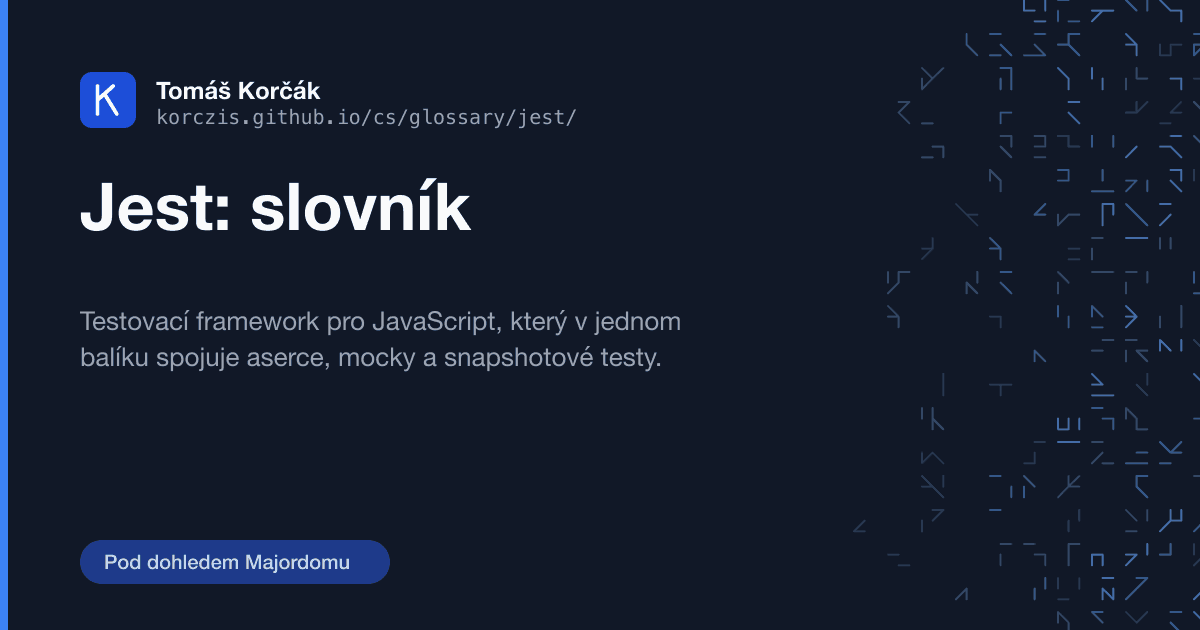 K
Tomáš Korčák
korczis.github.io/cs/glossary/jest/
Jest: slovník
Testovací framework pro JavaScript, který v jednom
balíku spojuje aserce, mocky a snapshotové testy.
Pod dohledem Majordomu